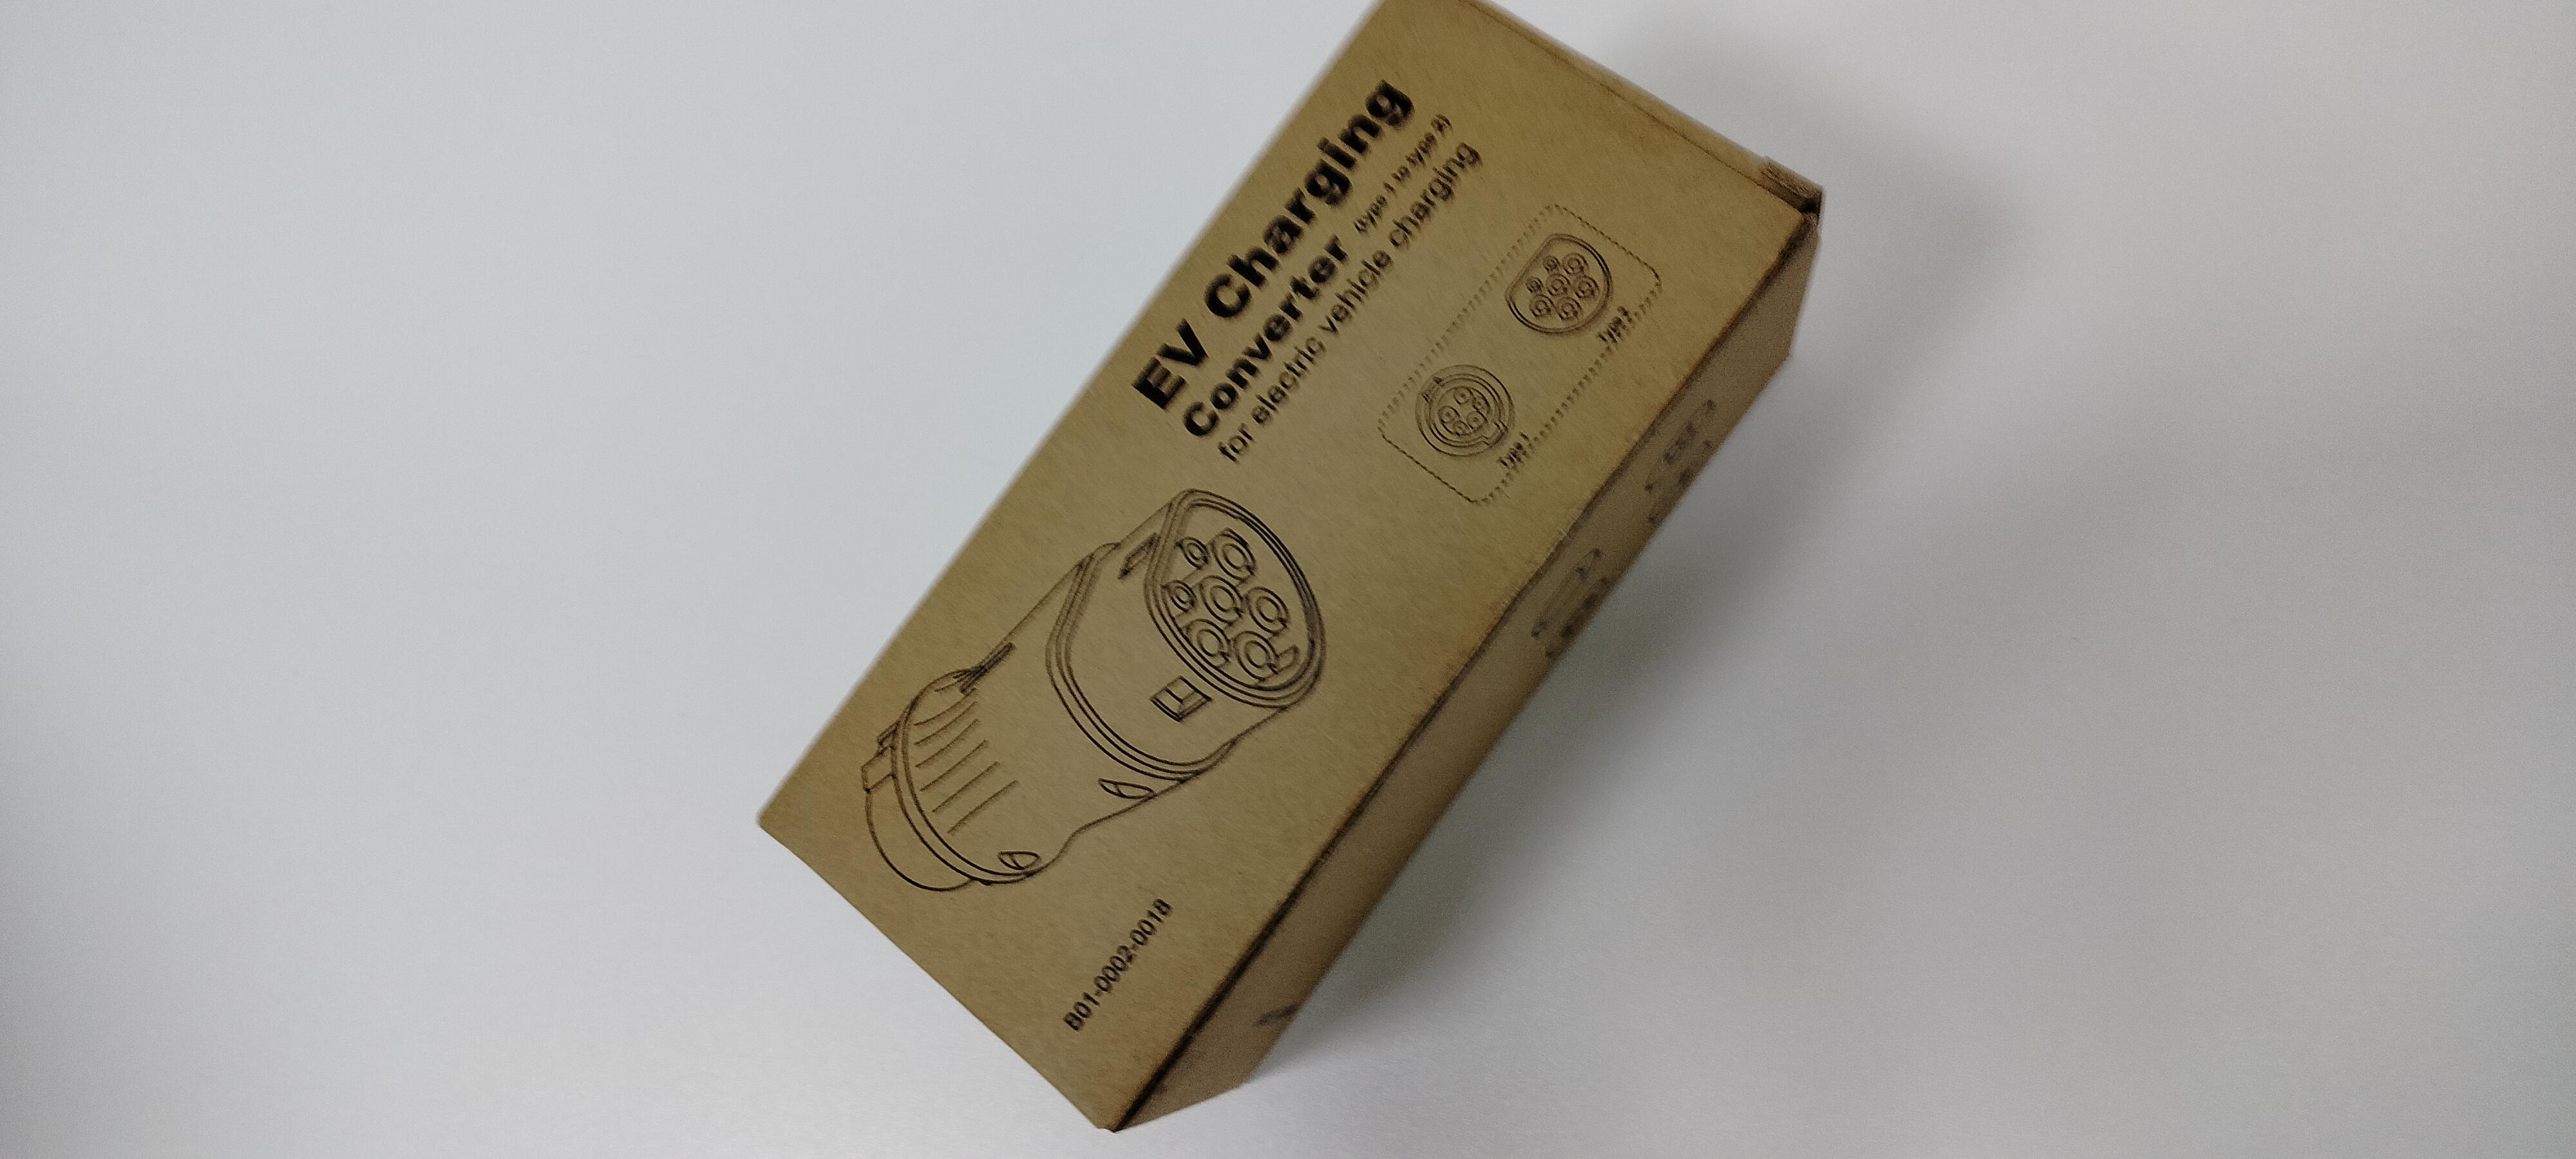 EV Charging
Converter (type 1 to type 2)
for electric vehicle charging
Type 1
Type 2
B01-0002-0018